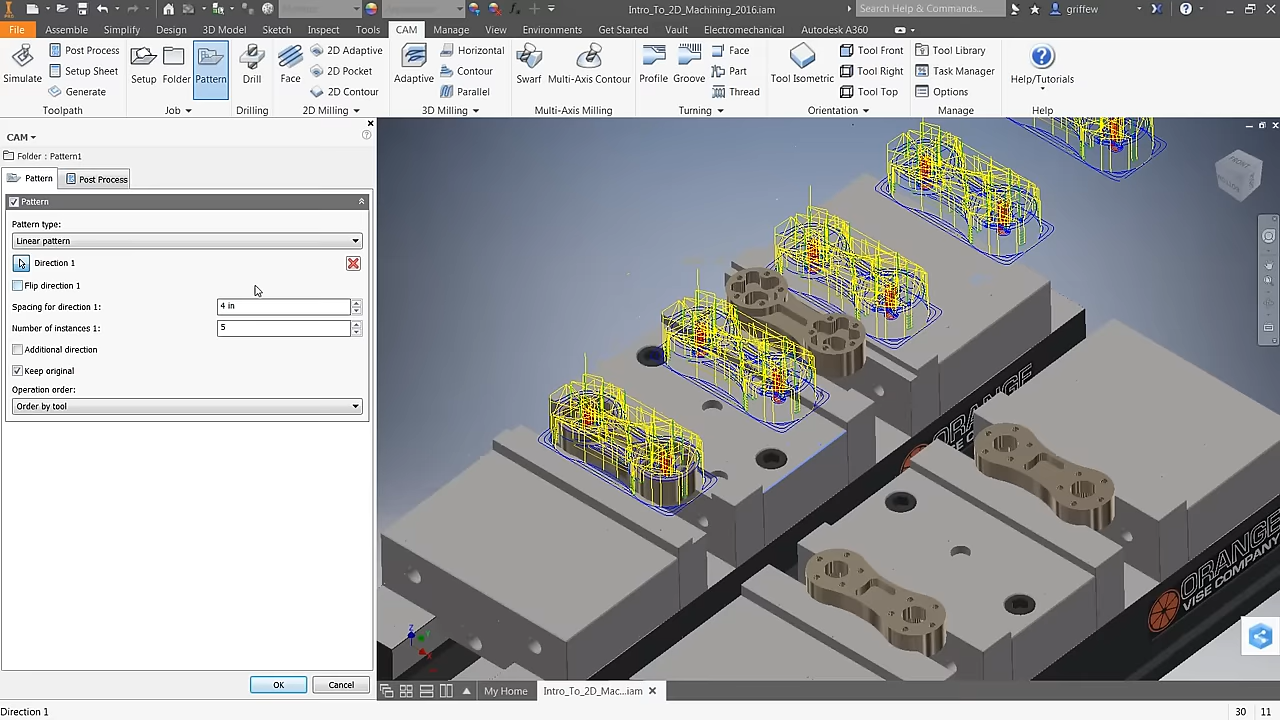 Intro_To_2D_Machining_2016.iam
Search Help & Commands...
griffew
File
Assemble
Simplify
Design
3D Model
Sketch
Inspect
Tools
CAM
Manage
View
Environments
Get Started
Vault
Electromechanical
Autodesk A360
Simulate
Post Process
Setup Sheet
Generate
Toolpath
Setup
Folder
Pattern
Job
Drill
Drilling
Face
2D Adaptive
2D Pocket
2D Contour
2D Milling
Adaptive
Horizontal
Contour
Parallel
3D Milling
Swarf
Multi-Axis Contour
Multi-Axis Milling
Profile
Groove
Face
Part
Thread
Turning
Tool Isometric
Tool Front
Tool Right
Tool Top
Orientation
Tool Library
Task Manager
Options
Manage
Help/Tutorials
Help
CAM
Folder : Pattern1
Pattern
Post Process
Pattern
Pattern type:
Linear pattern
Direction 1
Flip direction 1
Spacing for direction 1:
4 in
Number of instances 1:
5
Additional direction
Keep original
Operation order:
Order by tool
OK
Cancel
FRONT
ORANGE
ORANGE
VISE COMPANY
Z
My Home
Intro_To_2D_Mac...iam
Direction 1
30
11